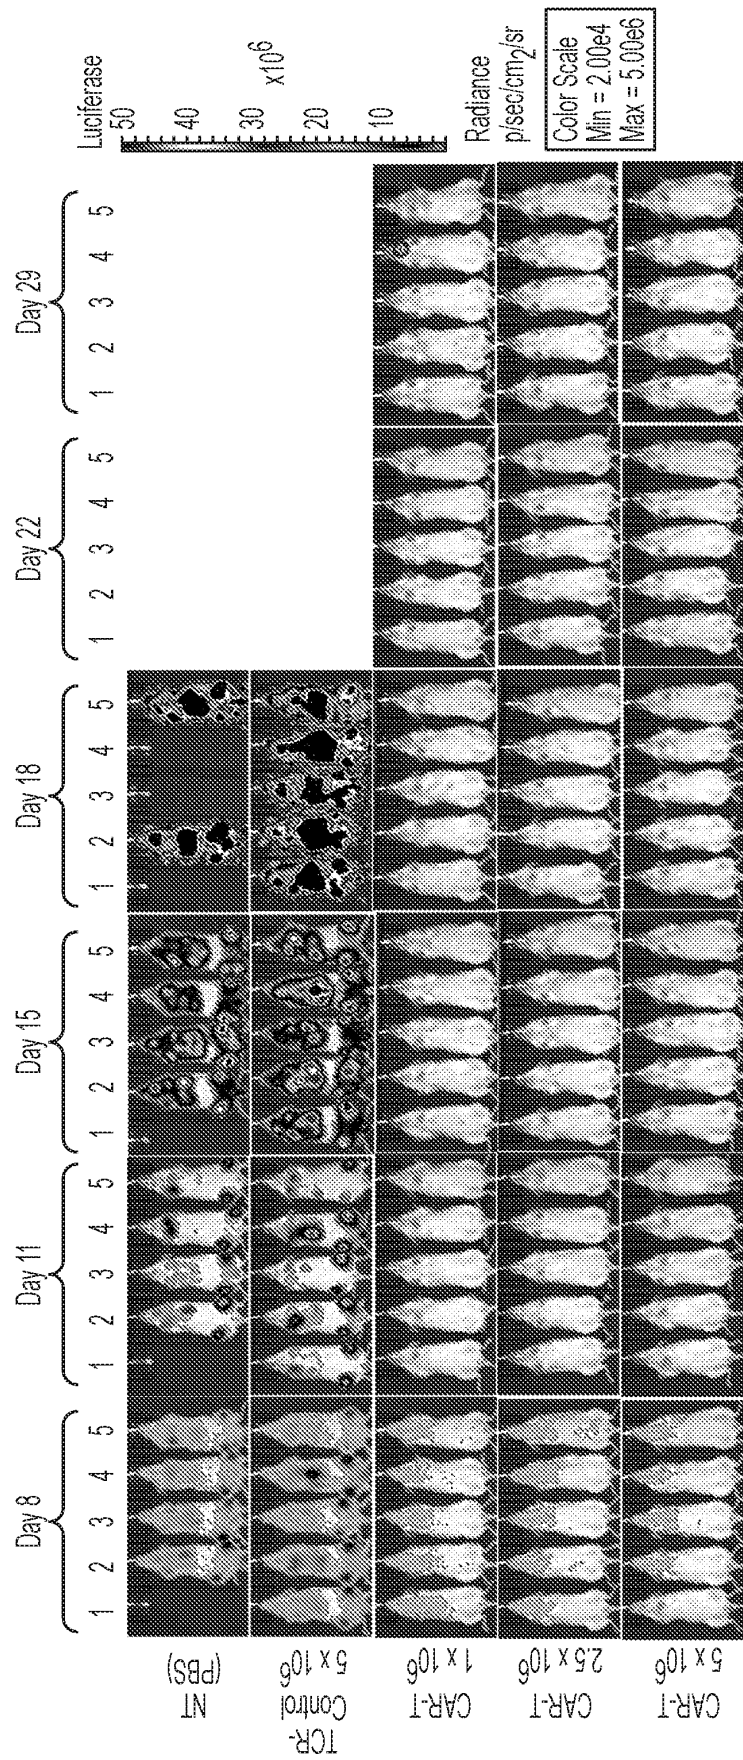 Day 8
Day 11
Day 15
Day 18
Day 22
Day 29
1 2 3 4 5
1 2 3 4 5
1 2 3 4 5
1 2 3 4 5
1 2 3 4 5
1 2 3 4 5
NT
(PBS)
TCR-
Control
5 x 10⁶
CAR-T
1 x 10⁶
CAR-T
2.5 x 10⁶
CAR-T
5 x 10⁶
Luciferase
50
40
30
20
10
x10⁶
Radiance
p/sec/cm₂/sr
Color Scale
Min = 2.00e4
Max = 5.00e6